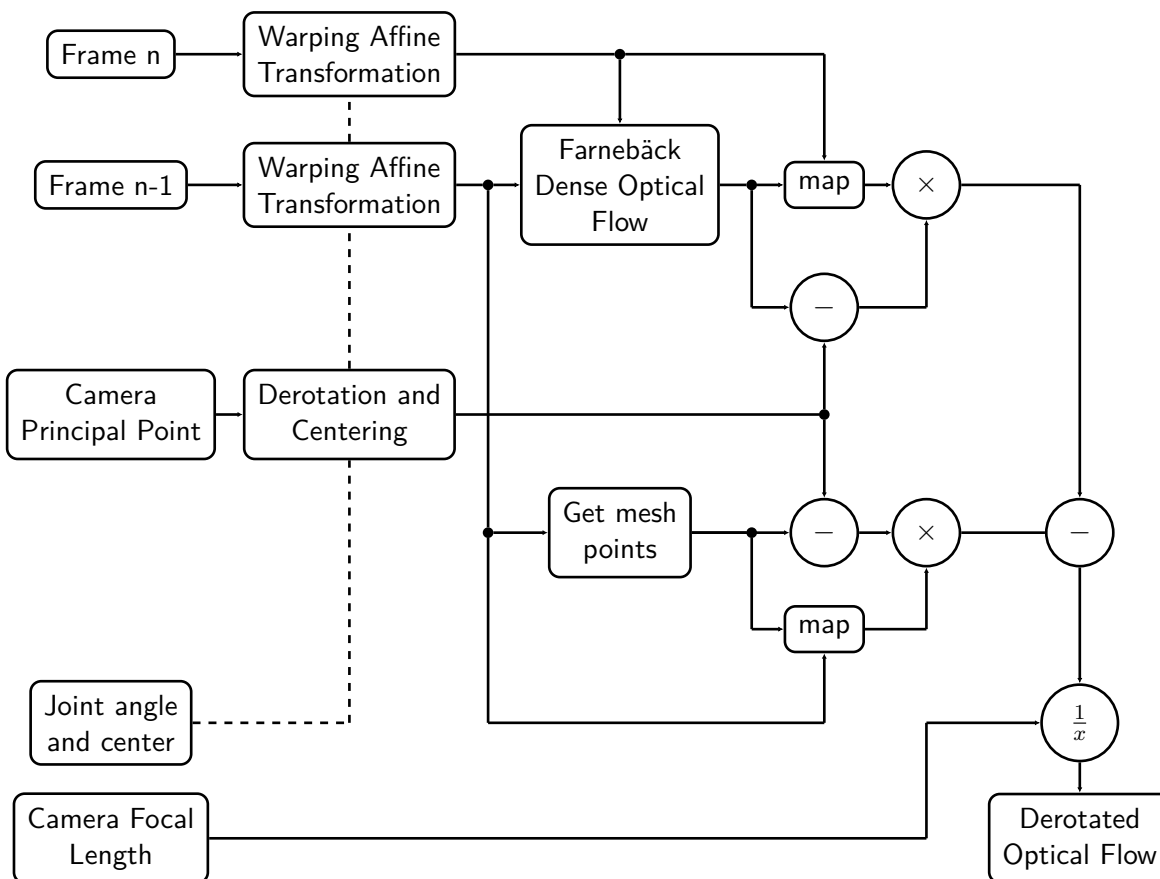 Frame n
Warping Affine
Transformation
Frame n-1
Warping Affine
Transformation
Farnebäck
Dense Optical
Flow
map
×
−
Camera
Principal Point
Derotation and
Centering
Get mesh
points
−
×
−
map
Joint angle
and center
1
x
Camera Focal
Length
Derotated
Optical Flow